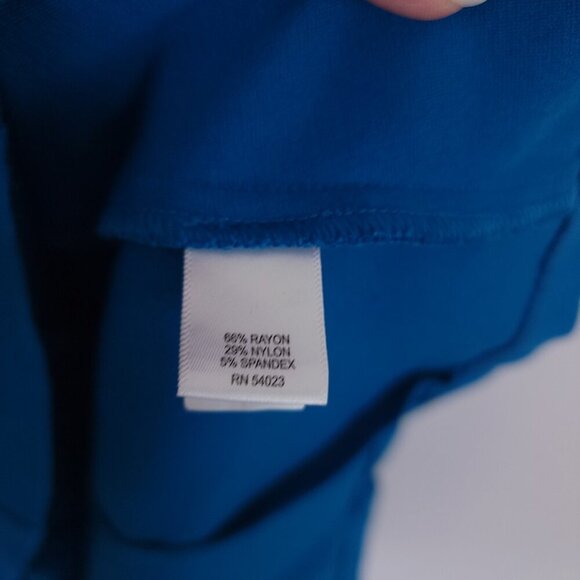 66% RAYON
29% NYLON
5% SPANDEX
RN 54023